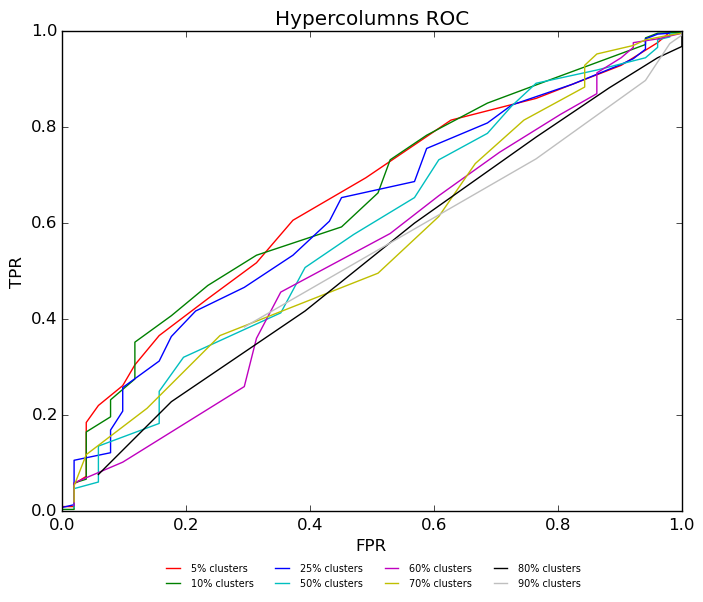 Hypercolumns ROC
1.0
0.8
0.6
0.4
0.2
0.0
TPR
0.0 0.2 0.4 0.6 0.8 1.0
FPR
5% clusters 25% clusters 60% clusters 80% clusters
10% clusters 50% clusters 70% clusters 90% clusters